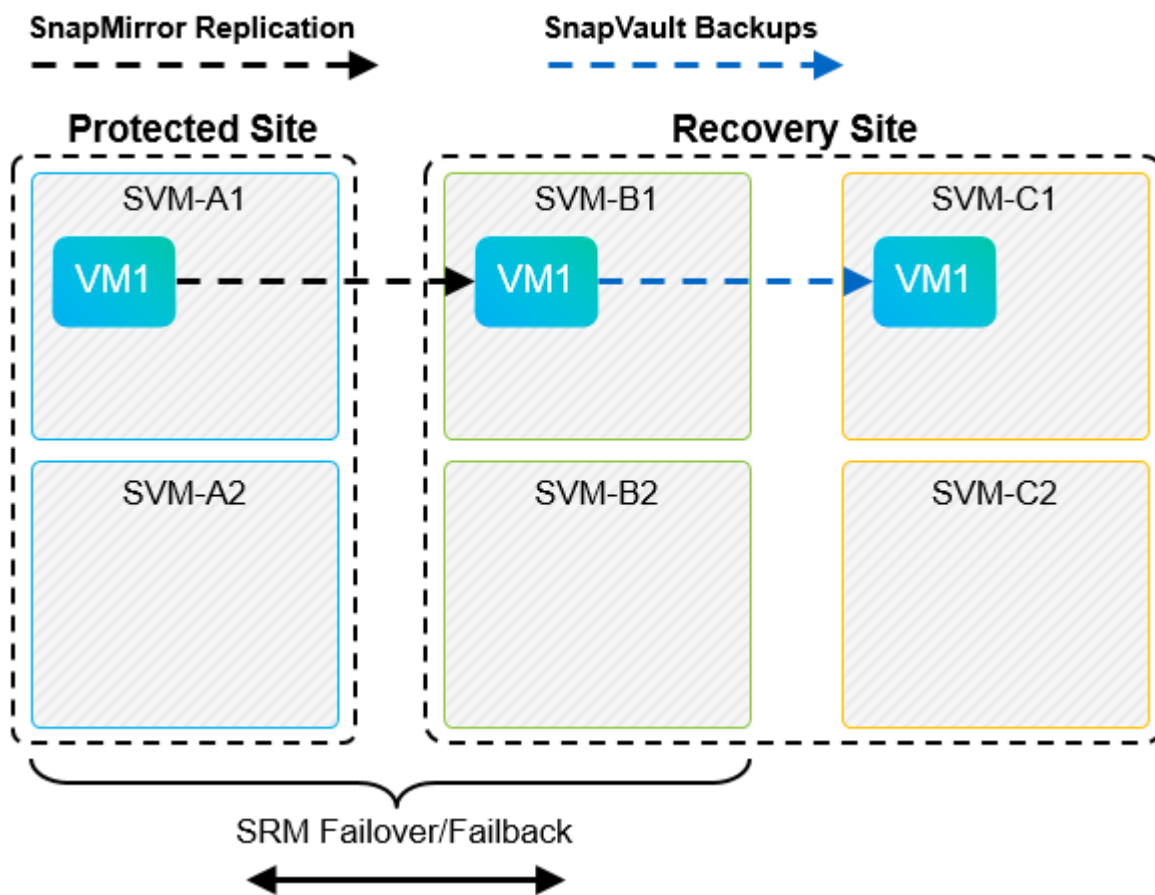 SnapMirror Replication
SnapVault Backups
Protected Site
Recovery Site
SVM-A1
SVM-B1
SVM-C1
VM1
VM1
VM1
SVM-A2
SVM-B2
SVM-C2
SRM Failover/Failback